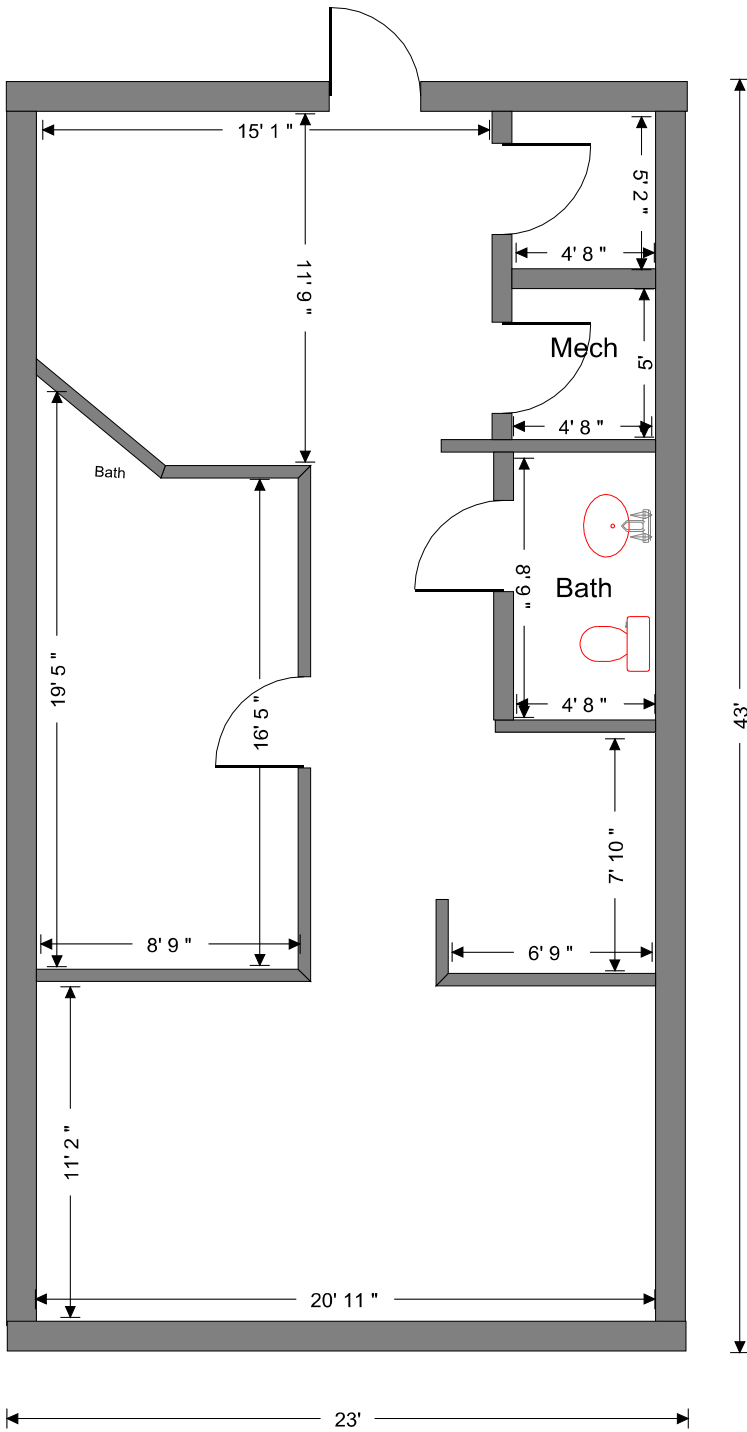 15' 1 "
5' 2 "
4' 8 "
11' 9 "
Mech
5'
4' 8 "
Bath
8' 9 "
Bath
19' 5 "
16' 5 "
4' 8 "
43'
7' 10 "
8' 9 "
6' 9 "
11' 2 "
20' 11 "
23'